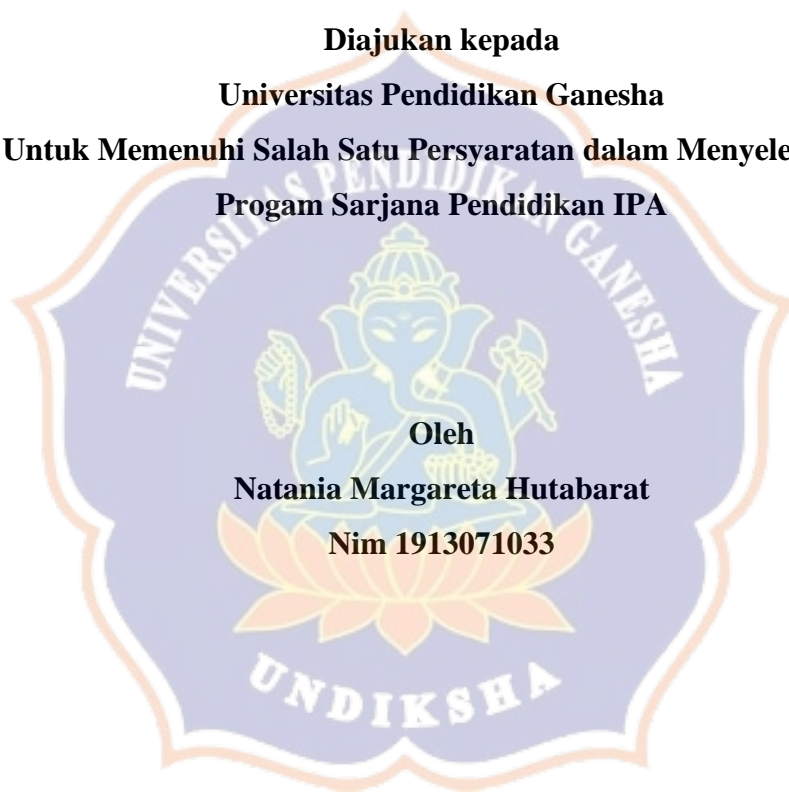 Diajukan kepada
Universitas Pendidikan Ganesha
Untuk Memenuhi Salah Satu Persyaratan dalam
Progam Sarjana Pendidikan IPA
UNIVERSITAS PENDIDIKAN GANESHA
Oleh
Natania Margareta Hutabarat
Nim 1913071033
UNDIKSHA